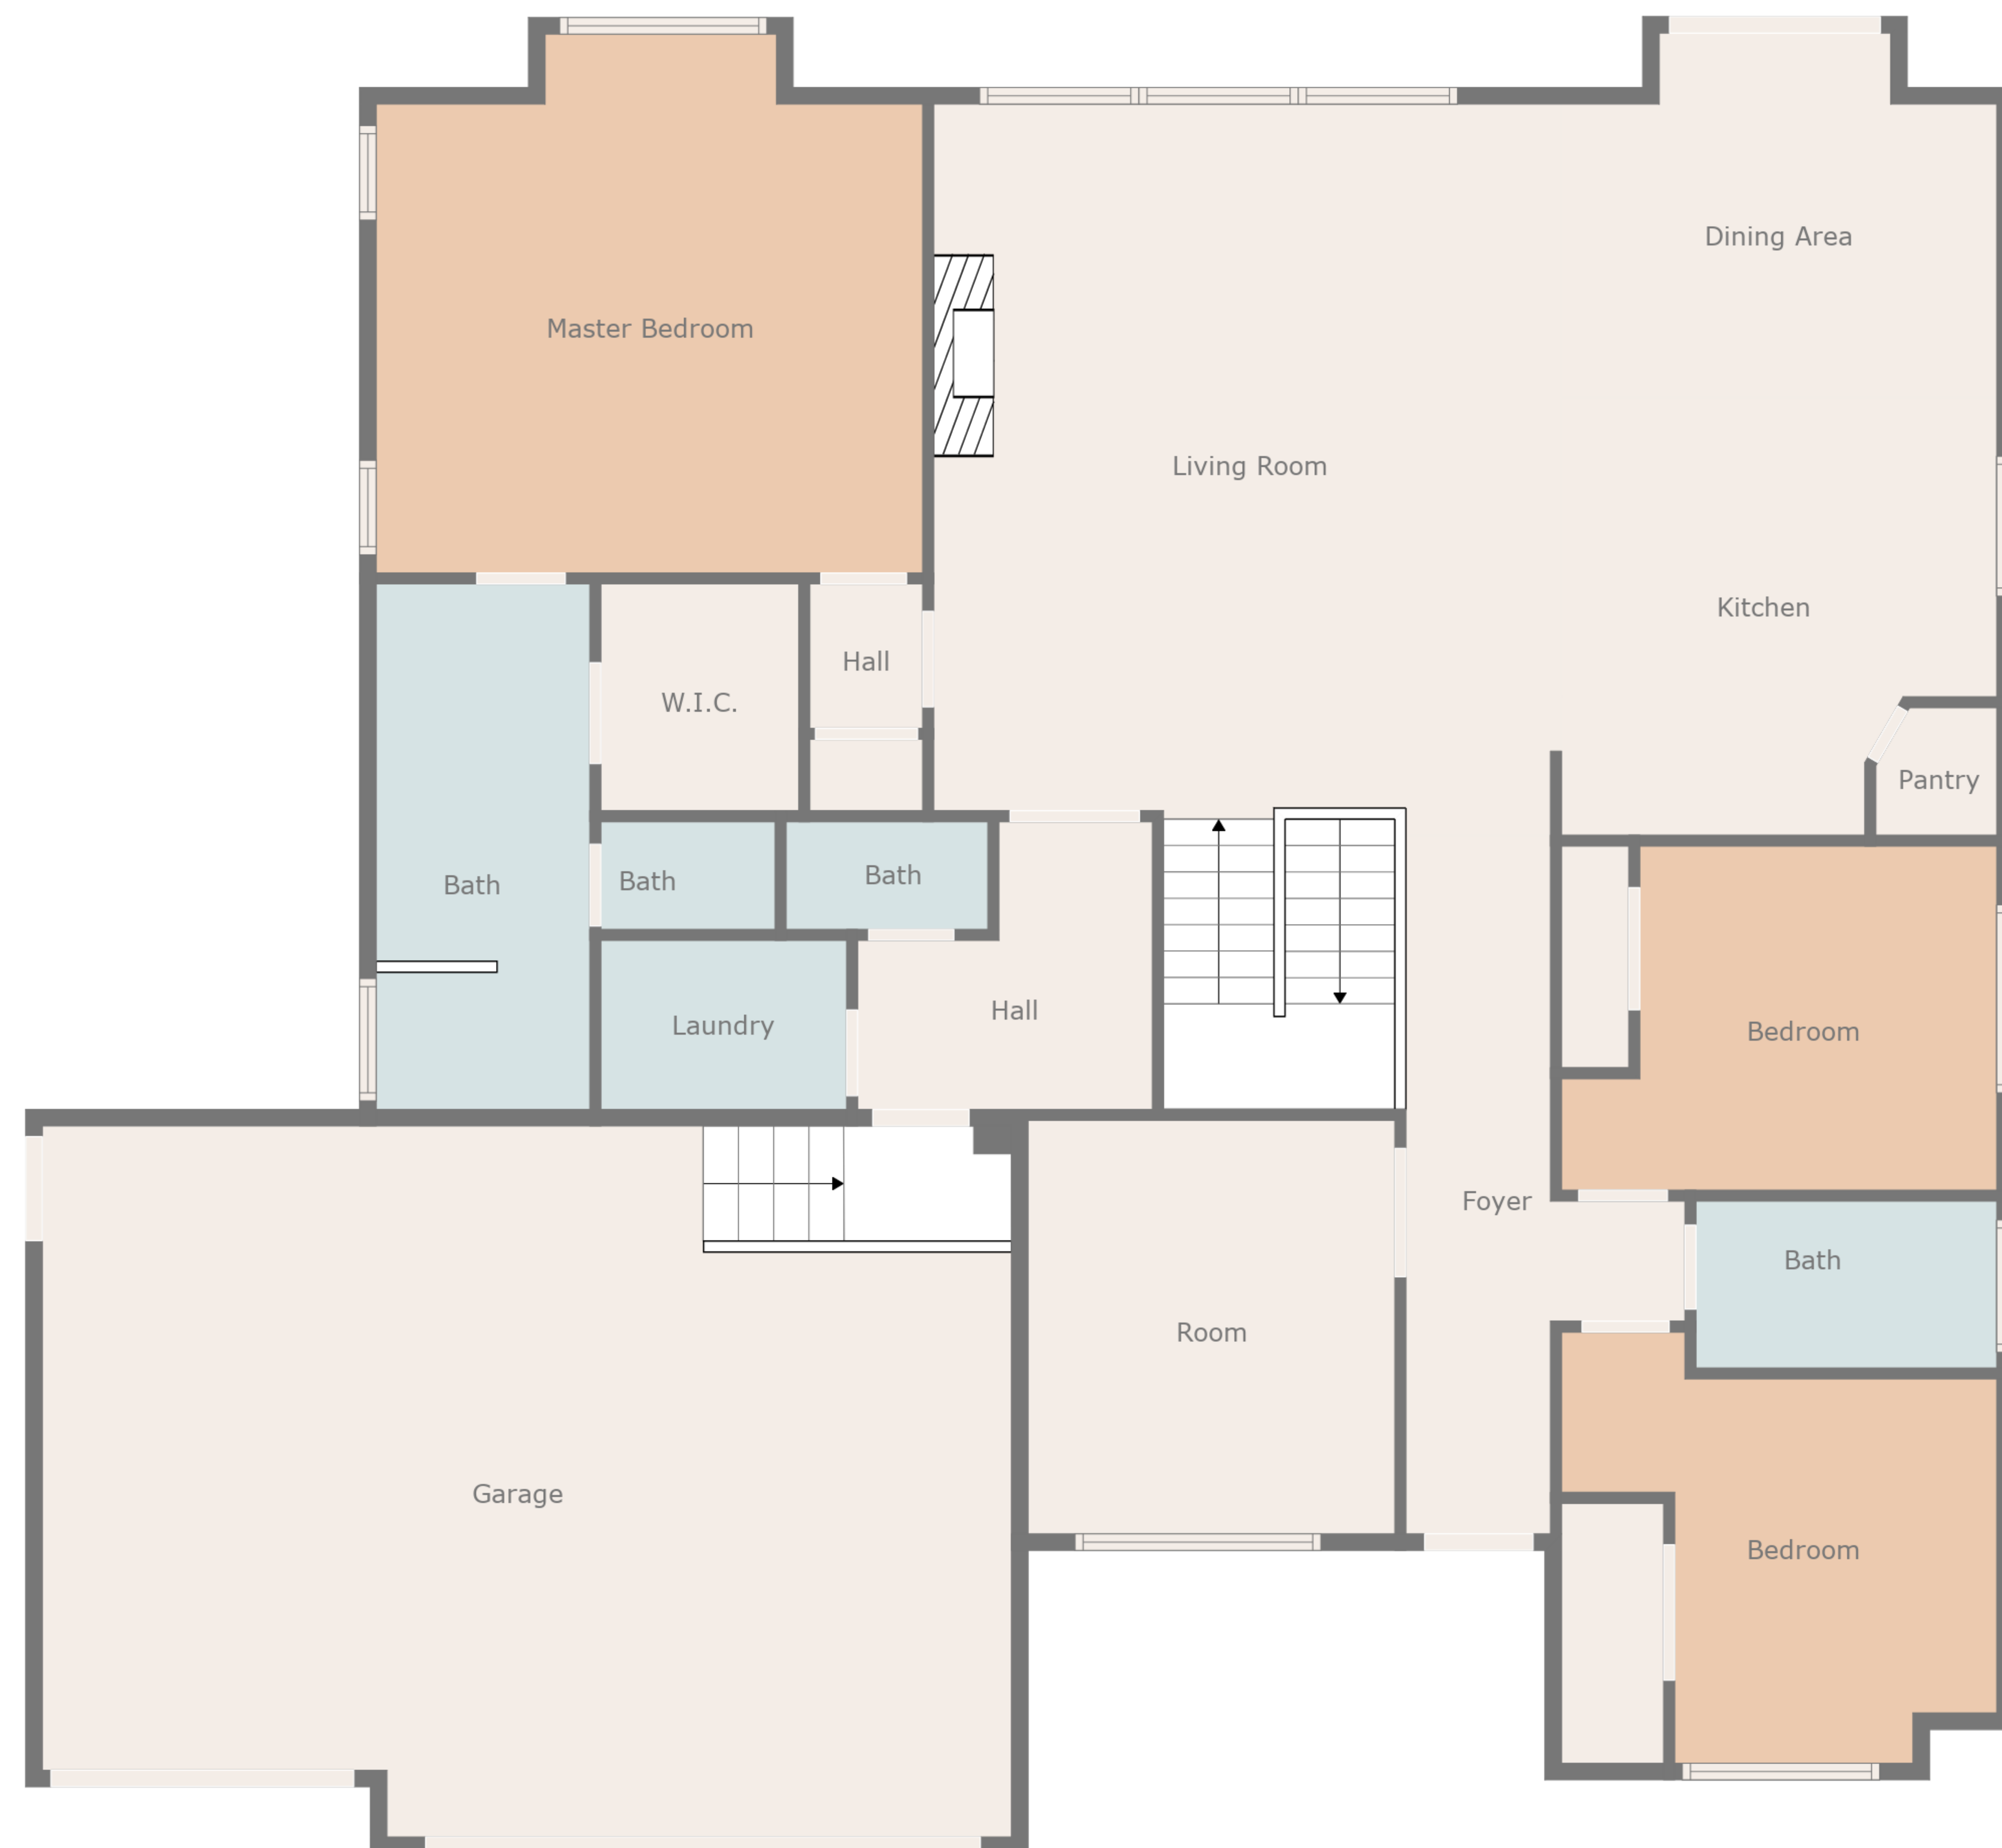 Dining Area
Master Bedroom
Living Room
Kitchen
Hall
W.I.C.
Pantry
Bath
Bath
Bath
Laundry
Hall
Bedroom
Foyer
Bath
Room
Garage
Bedroom